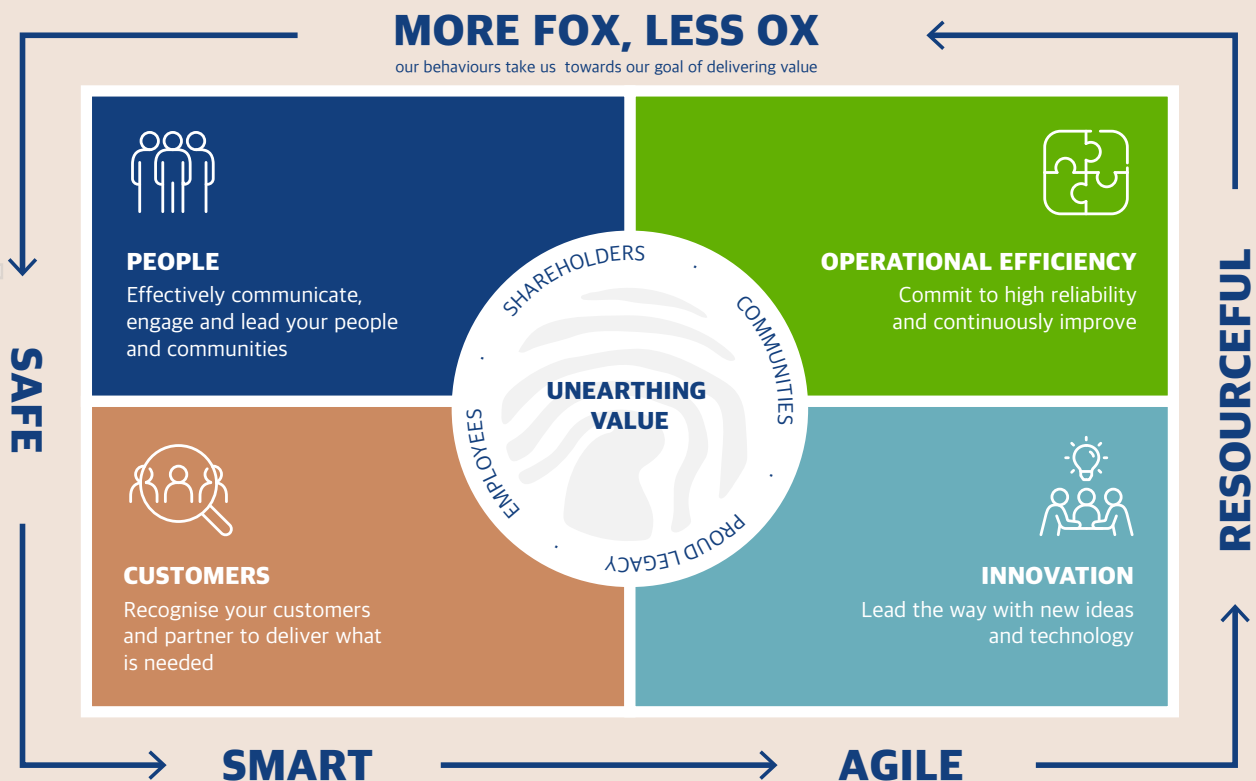 MORE FOX, LESS OX
our behaviours take us towards our goal of delivering value
PEOPLE
Effectively communicate,
engage and lead your people
and communities
OPERATIONAL EFFICIENCY
Commit to high reliability
and continuously improve
SHAREHOLDERS
COMMUNITIES
PROUD LEGACY
EMPLOYEES
UNEARTHING
VALUE
CUSTOMERS
Recognise your customers
and partner to deliver what
is needed
INNOVATION
Lead the way with new ideas
and technology
SAFE
SMART
AGILE
RESOURCEFUL